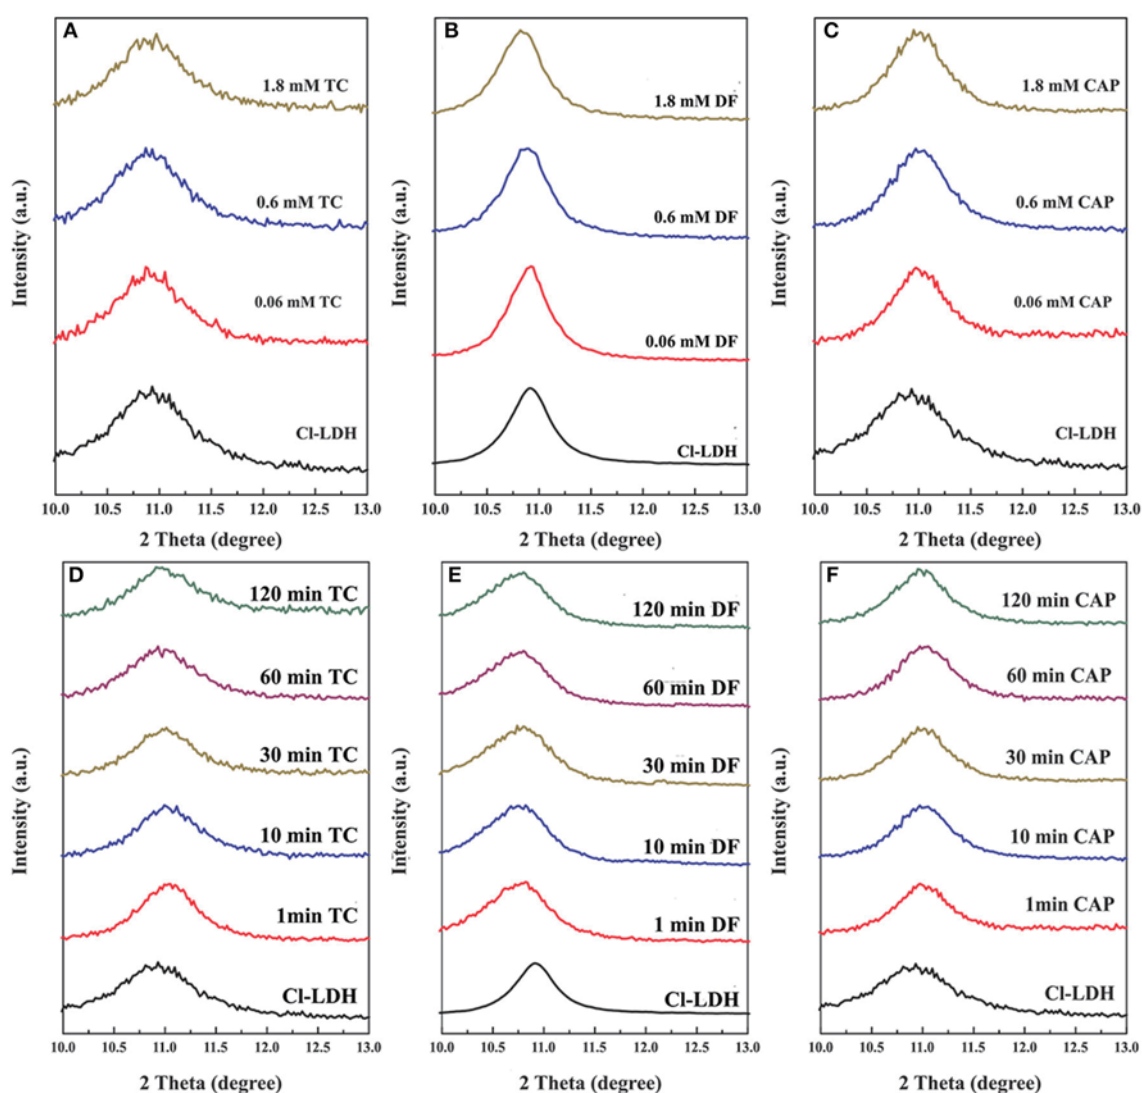 A
1.8 mM TC
0.6 mM TC
0.06 mM TC
Cl-LDH
Intensity (a.u.)
10.0 10.5 11.0 11.5 12.0 12.5 13.0
2 Theta (degree)
B
1.8 mM DF
0.6 mM DF
0.06 mM DF
Cl-LDH
Intensity (a.u.)
10.0 10.5 11.0 11.5 12.0 12.5 13.0
2 Theta (degree)
C
1.8 mM CAP
0.6 mM CAP
0.06 mM CAP
Cl-LDH
Intensity (a.u.)
10.0 10.5 11.0 11.5 12.0 12.5 13.0
2 Theta (degree)
D
120 min TC
60 min TC
30 min TC
10 min TC
1min TC
Cl-LDH
Intensity (a.u.)
10.0 10.5 11.0 11.5 12.0 12.5 13.0
2 Theta (degree)
E
120 min DF
60 min DF
30 min DF
10 min DF
1 min DF
Cl-LDH
Intensity (a.u.)
10.0 10.5 11.0 11.5 12.0 12.5 13.0
2 Theta (degree)
F
120 min CAP
60 min CAP
30 min CAP
10 min CAP
1min CAP
Cl-LDH
Intensity (a.u.)
10.0 10.5 11.0 11.5 12.0 12.5 13.0
2 Theta (degree)